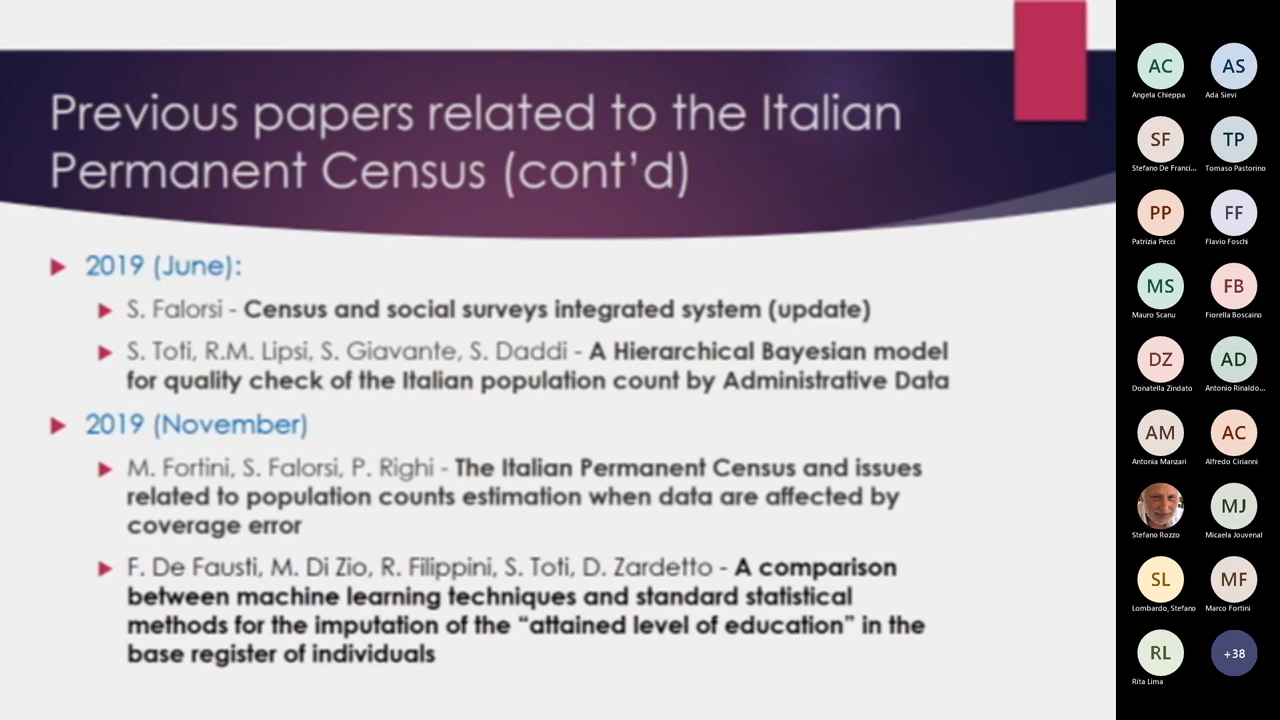 Previous papers related to the Italian
Permanent Census (cont’d)
2019 (June):
S. Falorsi - Census and social surveys integrated system (update)
S. Toti, R.M. Lipsi, S. Giavante, S. Daddi - A Hierarchical Bayesian model
for quality check of the Italian population count by Administrative Data
2019 (November)
M. Fortini, S. Falorsi, P. Righi - The Italian Permanent Census and issues
related to population counts estimation when data are affected by
coverage error
F. De Fausti, M. Di Zio, R. Filippini, S. Toti, D. Zardetto - A comparison
between machine learning techniques and standard statistical
methods for the imputation of the “attained level of education” in the
base register of individuals
AC AS
Angela Chieppa Ada Sievi
SF TP
Stefano De Franci... Tomaso Pastorino
PP FF
Patrizia Pecci Flavio Foschi
MS FB
Mauro Scanu Fiorella Boscaino
DZ AD
Donatella Zindato Antonio Rinaldo...
AM AC
Antonia Manzari Alfredo Cirianni
MJ
Stefano Rozzo Micaela Jouvenal
SL MF
Lombardo, Stefano Marco Fortini
RL +38
Rita Lima